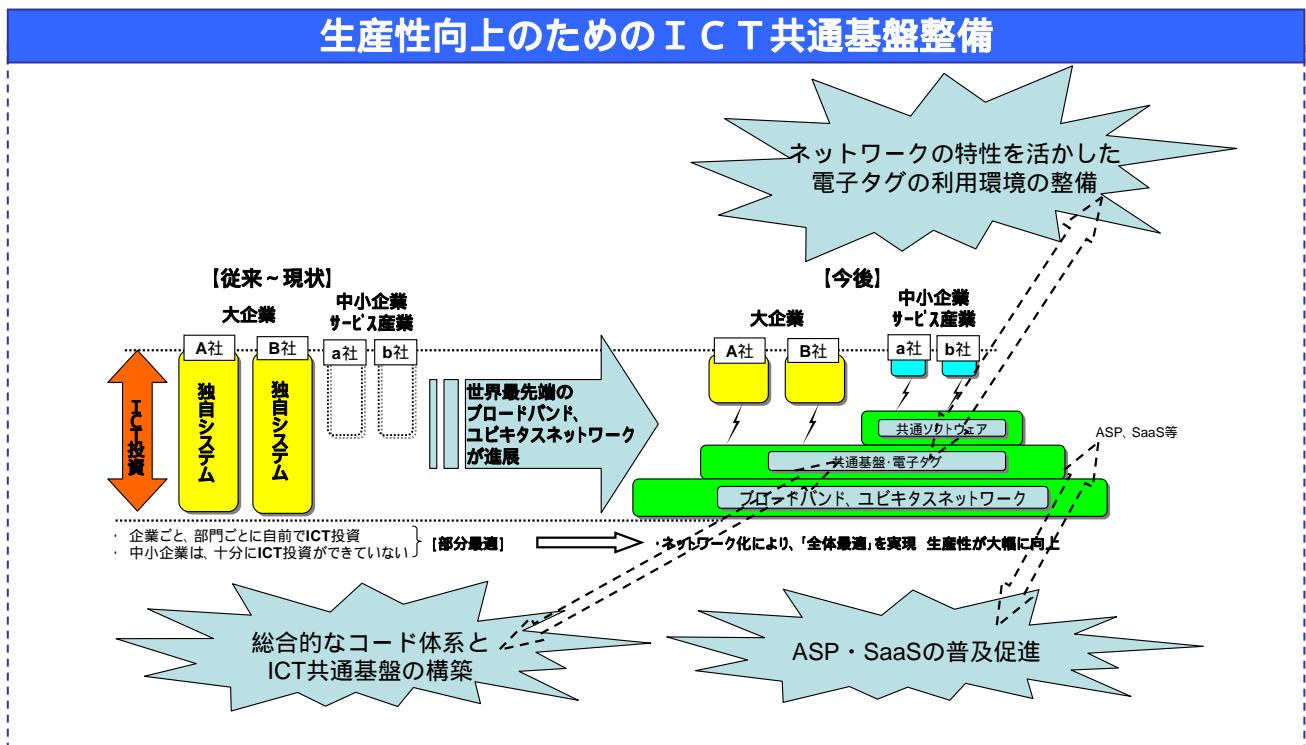 生産性向上のためのＩＣＴ共通基盤整備
ネットワークの特性を活かした
電子タグの利用環境の整備
【従来～現状】
大企業
中小企業
サービス産業
A社
B社
a社
b社
ICT投資
独自システム
独自システム
世界最先端の
ブロードバンド、
ユビキタスネットワーク
が進展
【今後】
大企業
中小企業
サービス産業
A社
B社
a社
b社
共通ソフトウェア
共通基盤・電子タグ
ブロードバンド、ユビキタスネットワーク
ASP、SaaS等
・ 企業ごと、部門ごとに自前でICT投資
・ 中小企業は、十分にICT投資ができていない
［部分最適］
・ネットワーク化により、「全体最適」を実現 生産性が大幅に向上
総合的なコード体系と
ICT共通基盤の構築
ASP・SaaSの普及促進